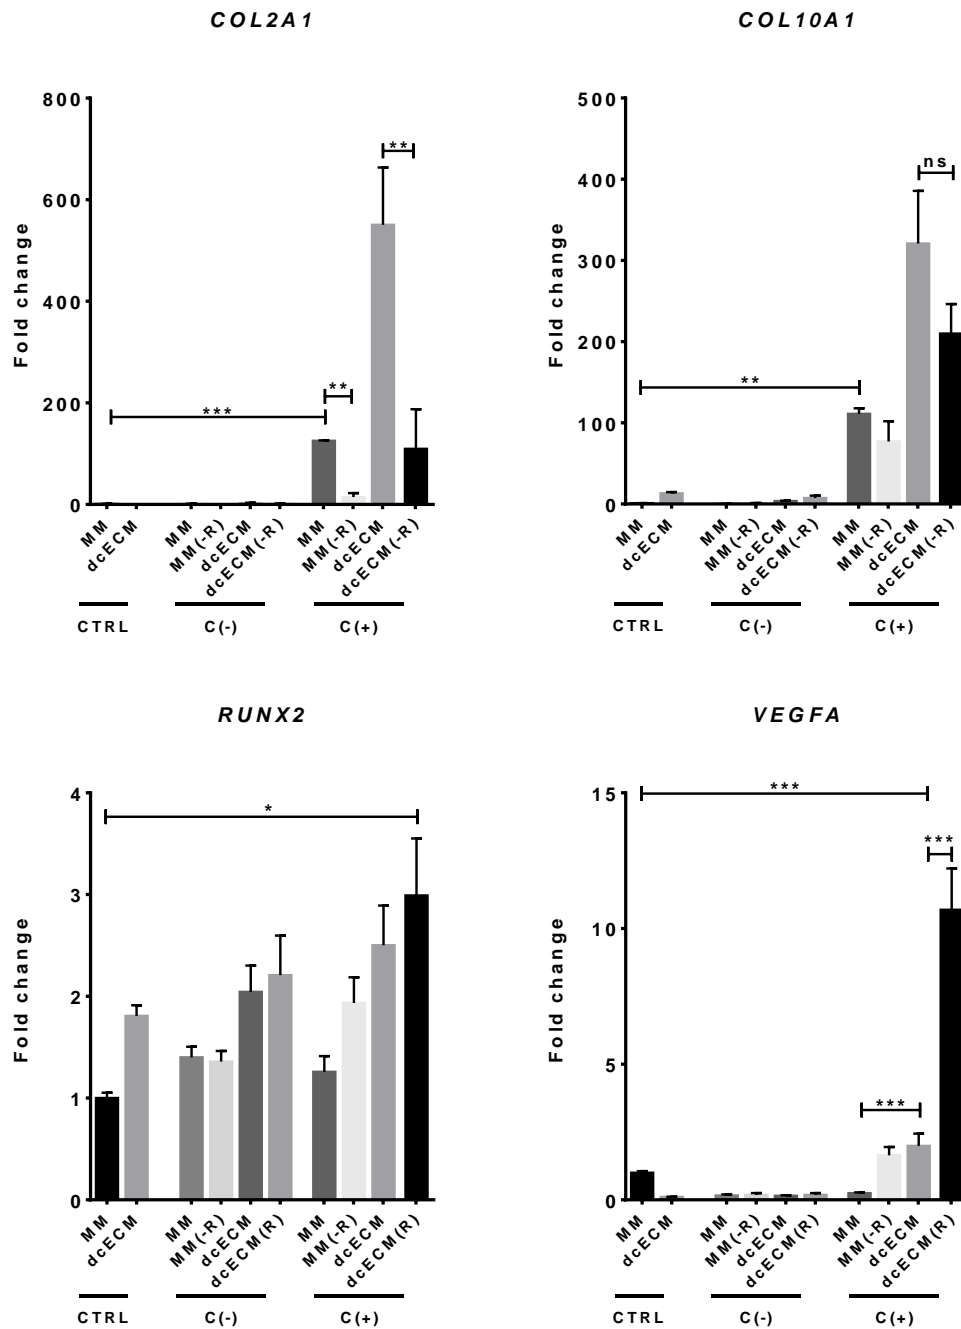 COL2A1
800
600
400
200
0
Fold change
**
**
***
MM
dcECM
MM
MM(-R)
dcECM
dcECM(-R)
MM
MM(-R)
dcECM
dcECM(-R)
CTRL
C(-)
C(+)
COL10A1
500
400
300
200
100
0
Fold change
ns
**
MM
dcECM
MM
MM(-R)
dcECM
dcECM(-R)
MM
MM(-R)
dcECM
dcECM(-R)
CTRL
C(-)
C(+)
RUNX2
4
3
2
1
0
Fold change
*
MM
dcECM
MM
MM(-R)
dcECM
dcECM(R)
MM
MM(-R)
dcECM
dcECM(R)
CTRL
C(-)
C(+)
VEGFA
15
10
5
0
Fold change
***
***
***
MM
dcECM
MM
MM(-R)
dcECM
dcECM(R)
MM
MM(-R)
dcECM
dcECM(R)
CTRL
C(-)
C(+)